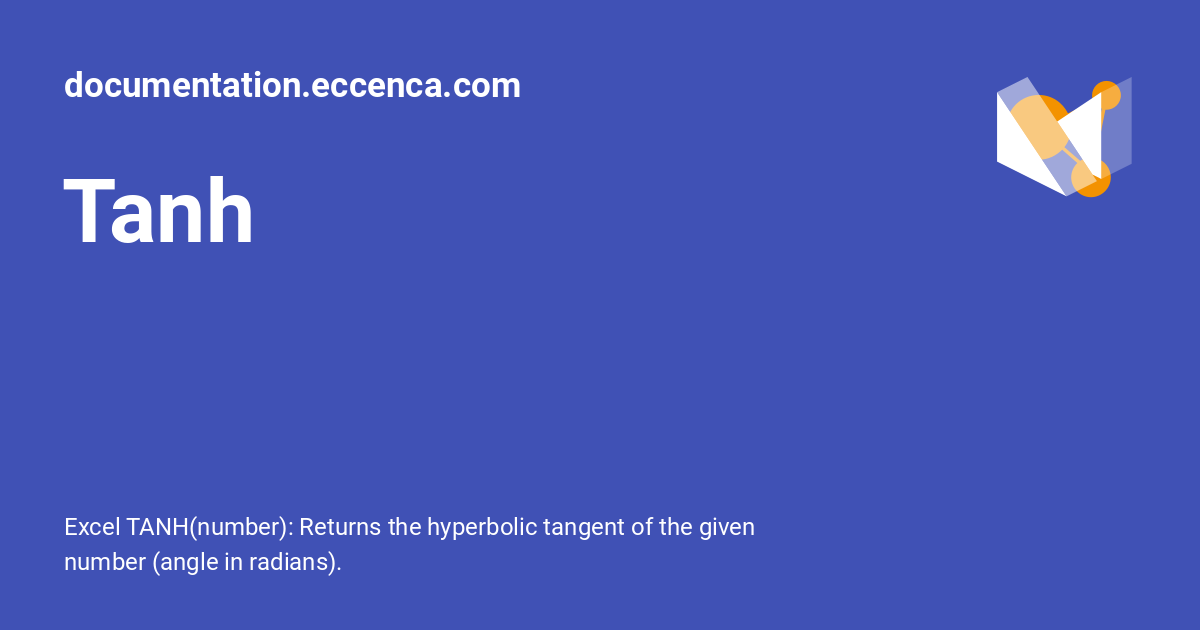 documentation.eccenca.com
Tanh
Excel TANH(number): Returns the hyperbolic tangent of the given
number (angle in radians).